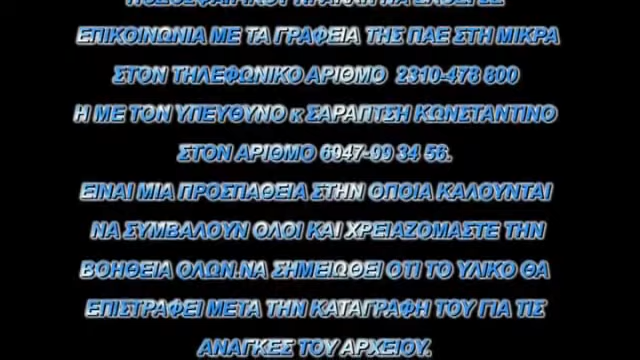 ΕΠΙΚΟΙΝΩΝΙΑ ΜΕ ΤΑ ΓΡΑΦΕΙΑ ΤΗΣ ΠΑΕ ΣΤΗ ΜΙΚΡΑ
ΣΤΟΝ ΤΗΛΕΦΩΝΙΚΟ ΑΡΙΘΜΟ 2310-478 800
Η ΜΕ ΤΟΝ ΥΠΕΥΘΥΝΟ κ ΣΑΡΑΠΤΣΗ ΚΩΝΣΤΑΝΤΙΝΟ
ΣΤΟΝ ΑΡΙΘΜΟ 6947-99 34 56.
ΕΙΝΑΙ ΜΙΑ ΠΡΟΣΠΑΘΕΙΑ ΣΤΗΝ ΟΠΟΙΑ ΚΑΛΟΥΝΤΑΙ
ΝΑ ΣΥΜΒΑΛΟΥΝ ΟΛΟΙ ΚΑΙ ΧΡΕΙΑΖΟΜΑΣΤΕ ΤΗΝ
ΒΟΗΘΕΙΑ ΟΛΩΝ.ΝΑ ΣΗΜΕΙΩΘΕΙ ΟΤΙ ΤΟ ΥΛΙΚΟ ΘΑ
ΕΠΙΣΤΡΑΦΕΙ ΜΕΤΑ ΤΗΝ ΚΑΤΑΓΡΑΦΗ ΤΟΥ ΓΙΑ ΤΙΣ
ΑΝΑΓΚΕΣ ΤΟΥ ΑΡΧΕΙΟΥ.